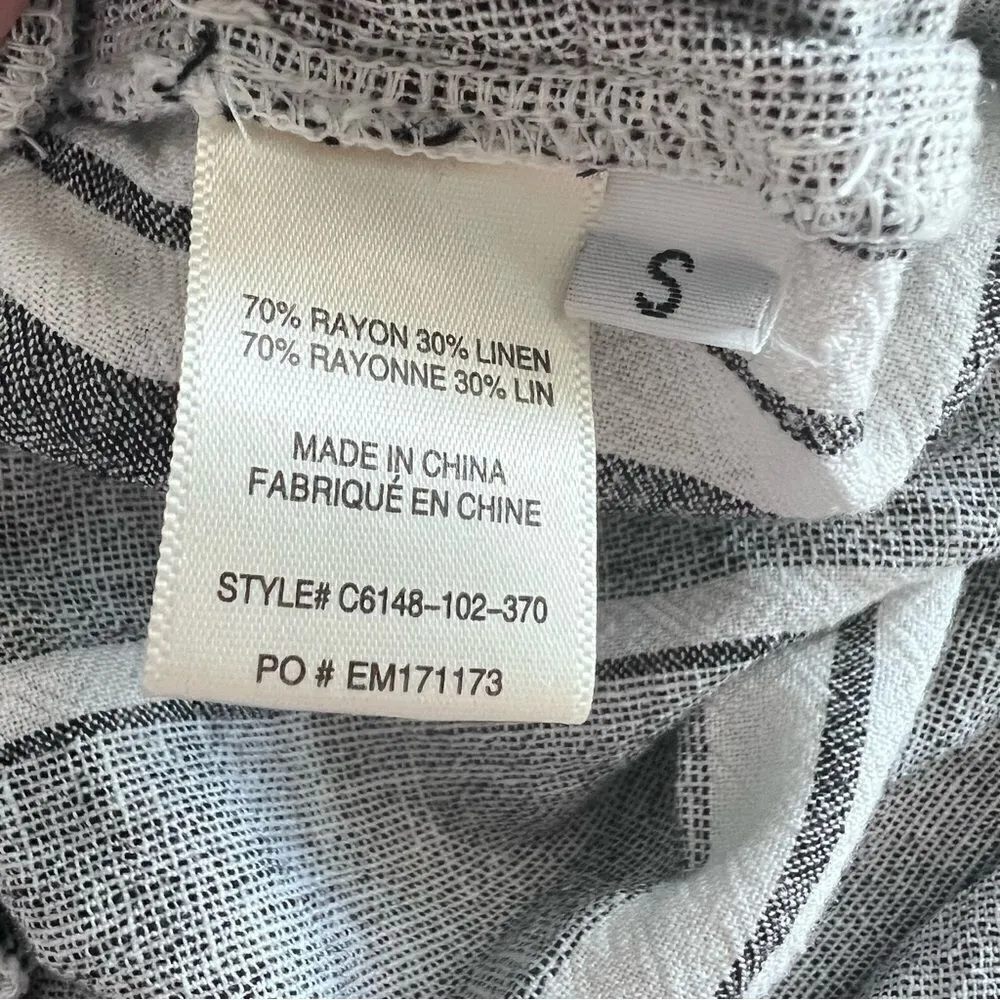 S
70% RAYON 30% LINEN
70% RAYONNE 30% LIN
MADE IN CHINA
FABRIQUÉ EN CHINE
STYLE# C6148-102-370
PO # EM171173